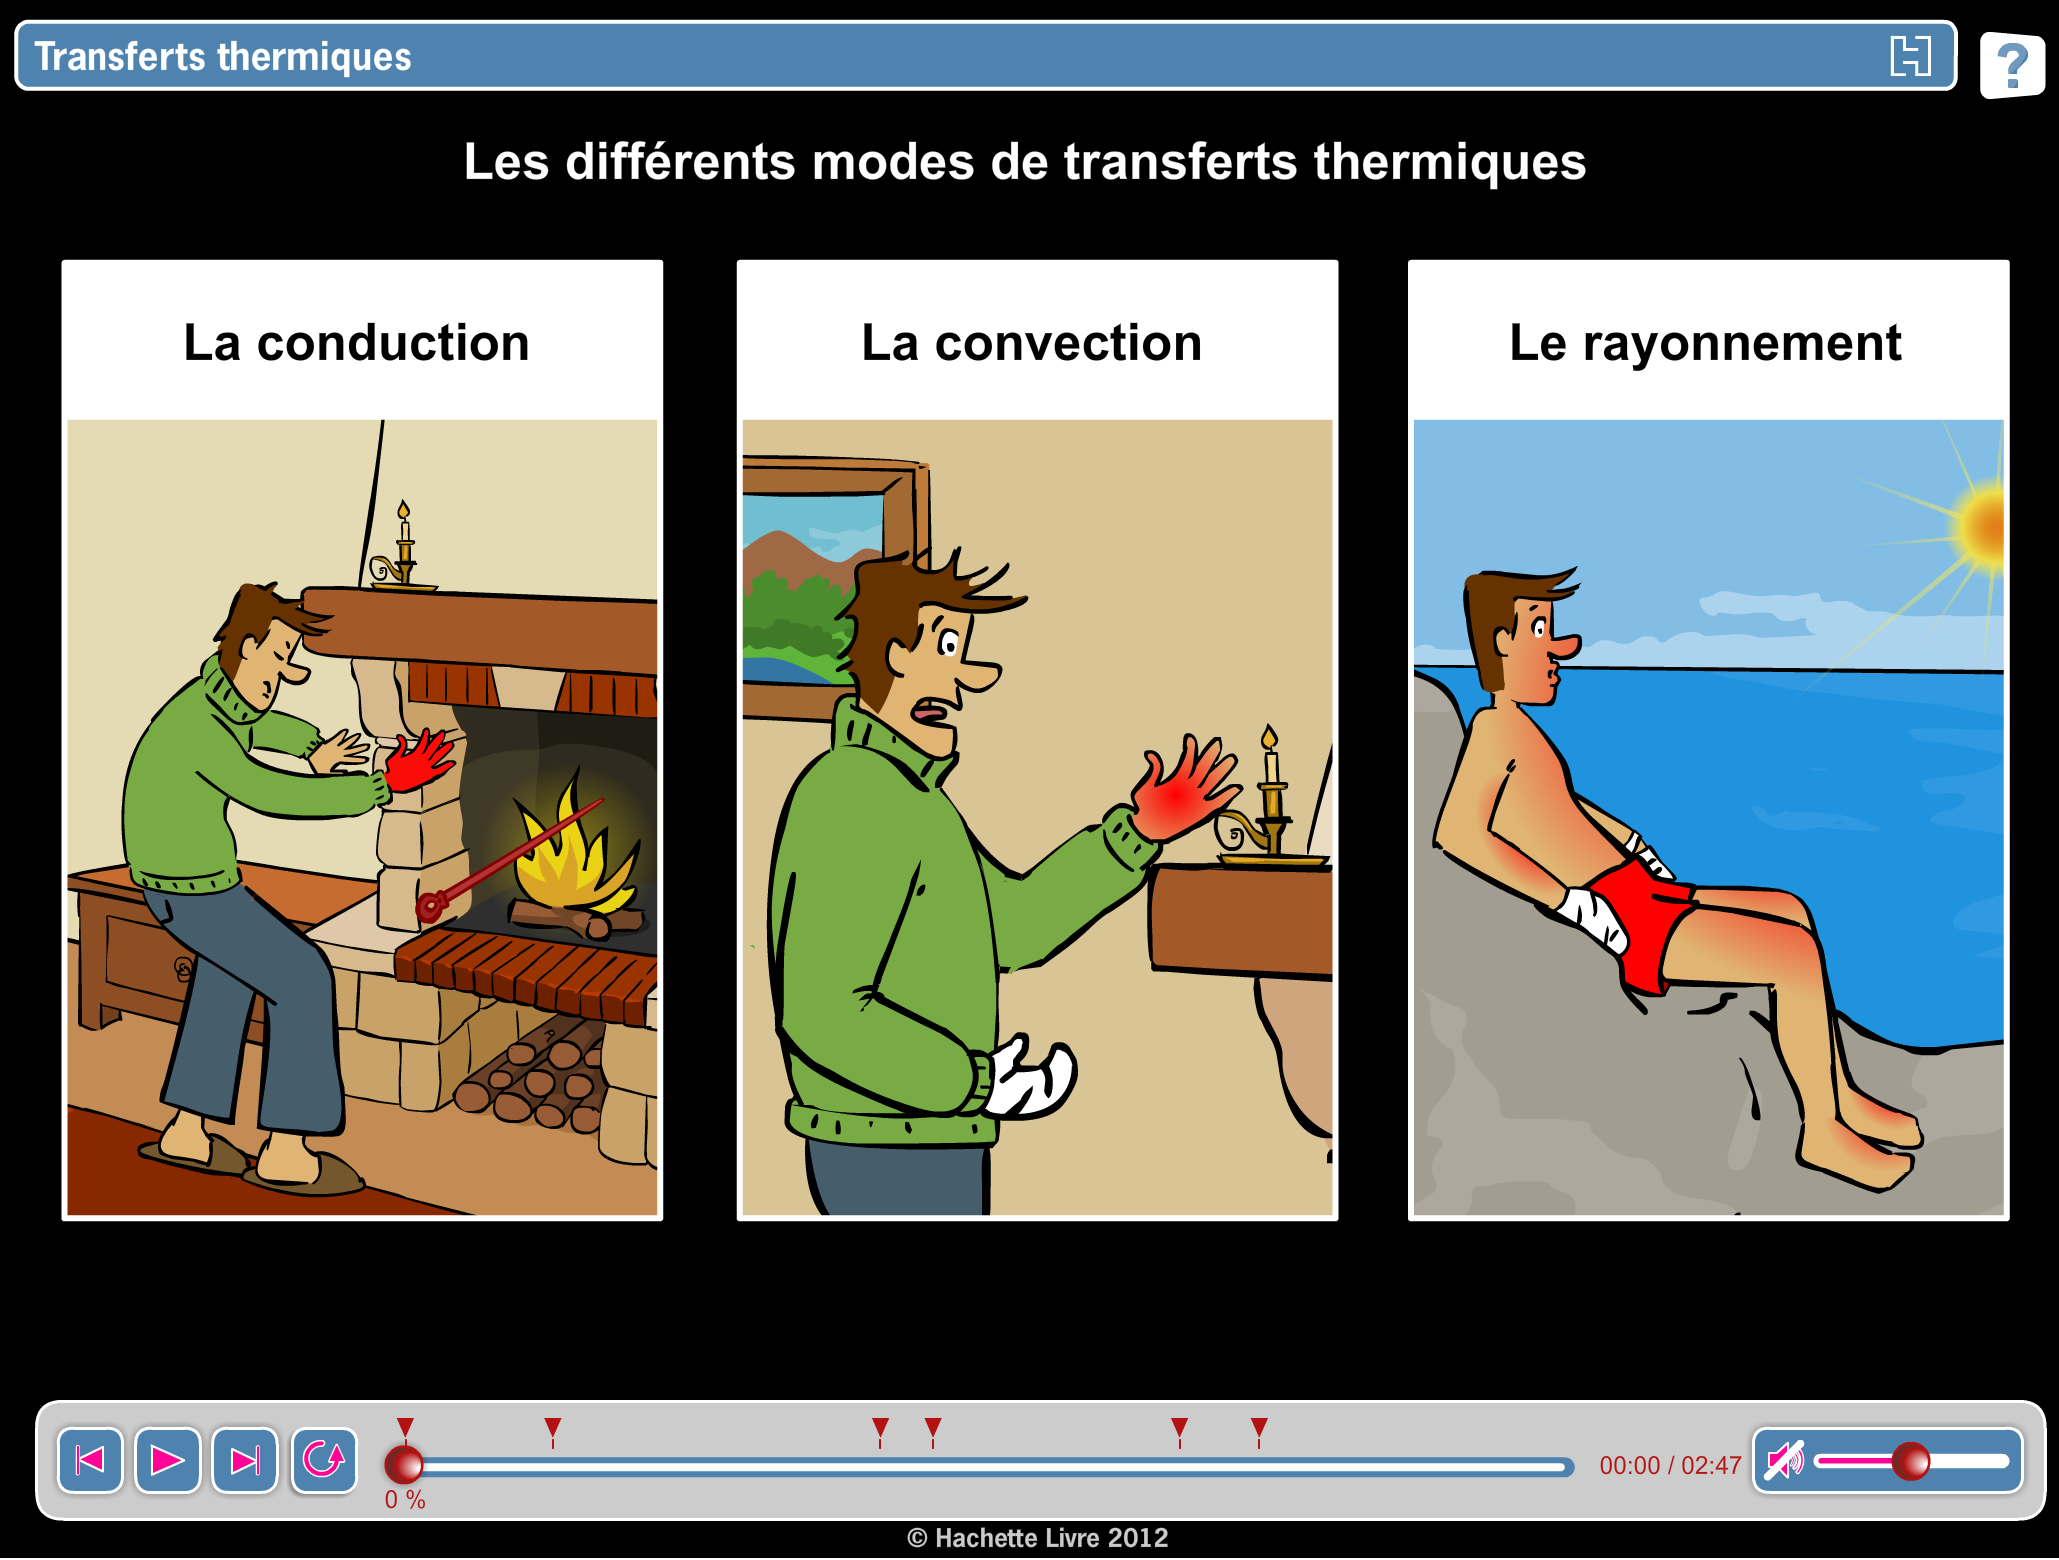 Transferts thermiques
?
Les différents modes de transferts thermiques
La conduction
La convection
Le rayonnement
00:00 / 02:47
0 %
© Hachette Livre 2012